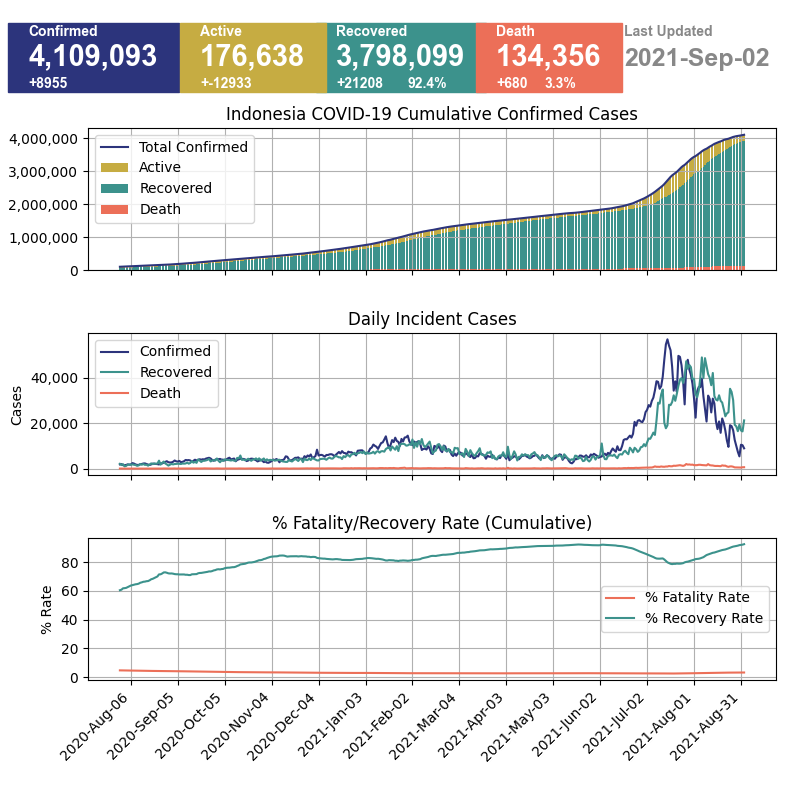 Confirmed Active Recovered Death Last Updated
4,109,093 176,638 3,798,099 134,356 2021-Sep-02
+8955 +-12933 +21208 92.4% +680 3.3%
Indonesia COVID-19 Cumulative Confirmed Cases
4,000,000
3,000,000
2,000,000
1,000,000
0
Total Confirmed
Active
Recovered
Death
Daily Incident Cases
Cases
40,000
20,000
0
Confirmed
Recovered
Death
% Fatality/Recovery Rate (Cumulative)
% Rate
80
60
40
20
0
% Fatality Rate
% Recovery Rate
2020-Aug-06
2020-Sep-05
2020-Oct-05
2020-Nov-04
2020-Dec-04
2021-Jan-03
2021-Feb-02
2021-Mar-04
2021-Apr-03
2021-May-03
2021-Jun-02
2021-Jul-02
2021-Aug-01
2021-Aug-31